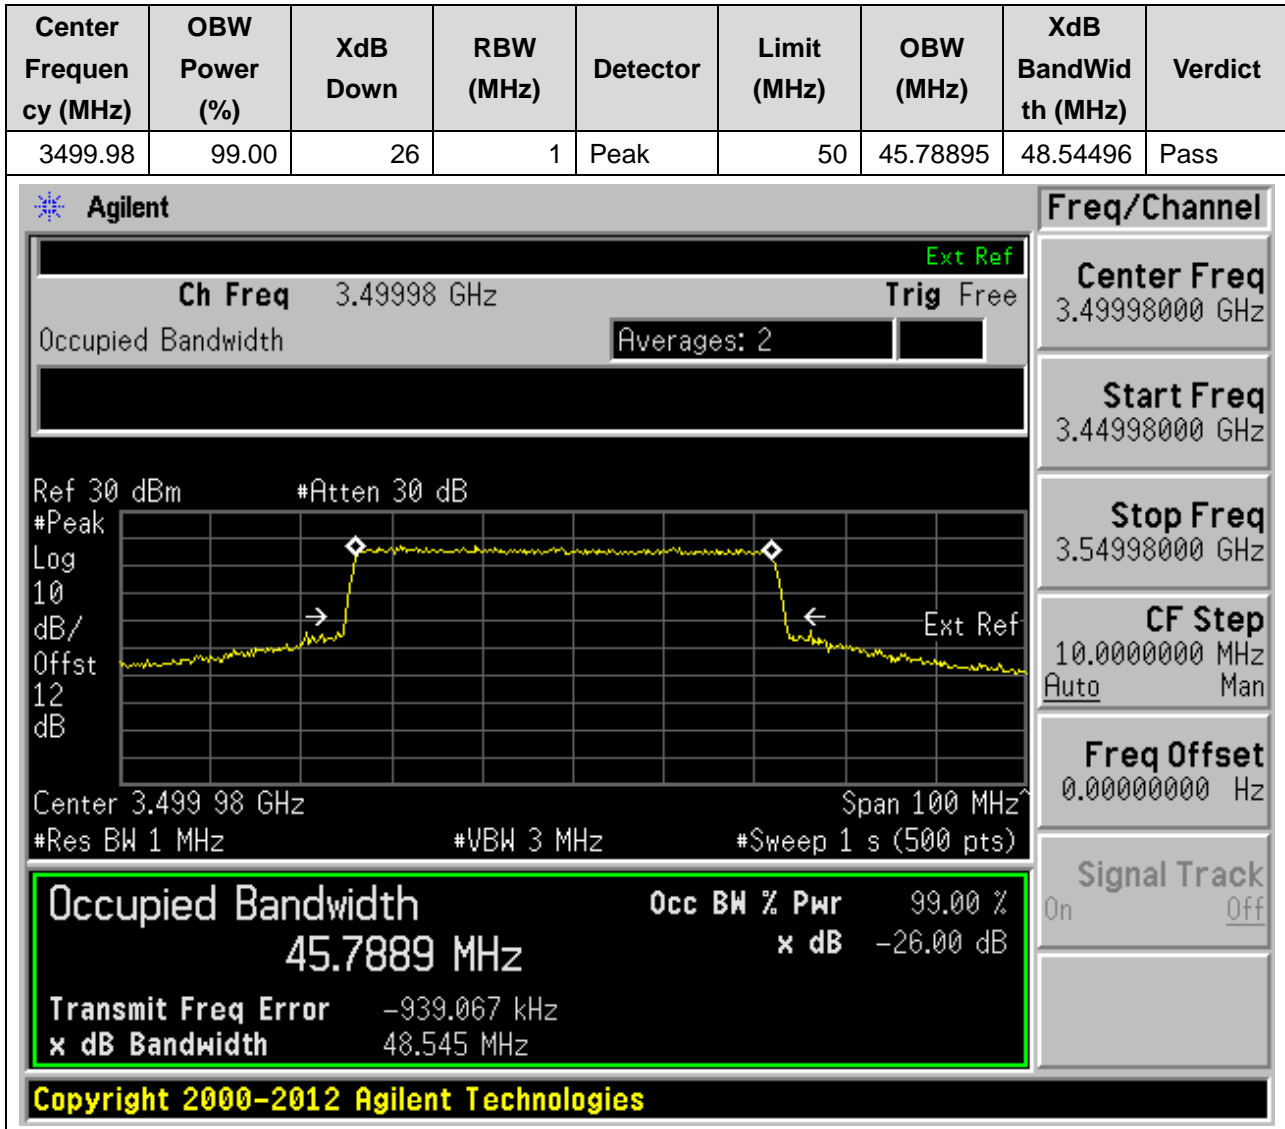 Center Frequen cy (MHz) OBW Power (%) XdB Down RBW (MHz) Detector Limit (MHz) OBW (MHz) XdB BandWid th (MHz) Verdict
3499.98 99.00 26 1 Peak 50 45.78895 48.54496 Pass
Agilent
Freq/Channel
Ext Ref
Ch Freq 3.49998 GHz Trig Free
Occupied Bandwidth Averages: 2
Center Freq
3.49998000 GHz
Start Freq
3.44998000 GHz
Stop Freq
3.54998000 GHz
CF Step
10.0000000 MHz
Auto Man
Freq Offset
0.00000000 Hz
Signal Track
On Off
Ref 30 dBm #Atten 30 dB
#Peak
Log
10
dB/
Offst
12
dB
Ext Ref
Center 3.499 98 GHz Span 100 MHz^
#Res BW 1 MHz #VBW 3 MHz #Sweep 1 s (500 pts)
Occupied Bandwidth Occ BW % Pwr 99.00 %
45.7889 MHz x dB -26.00 dB
Transmit Freq Error -939.067 kHz
x dB Bandwidth 48.545 MHz
Copyright 2000-2012 Agilent Technologies